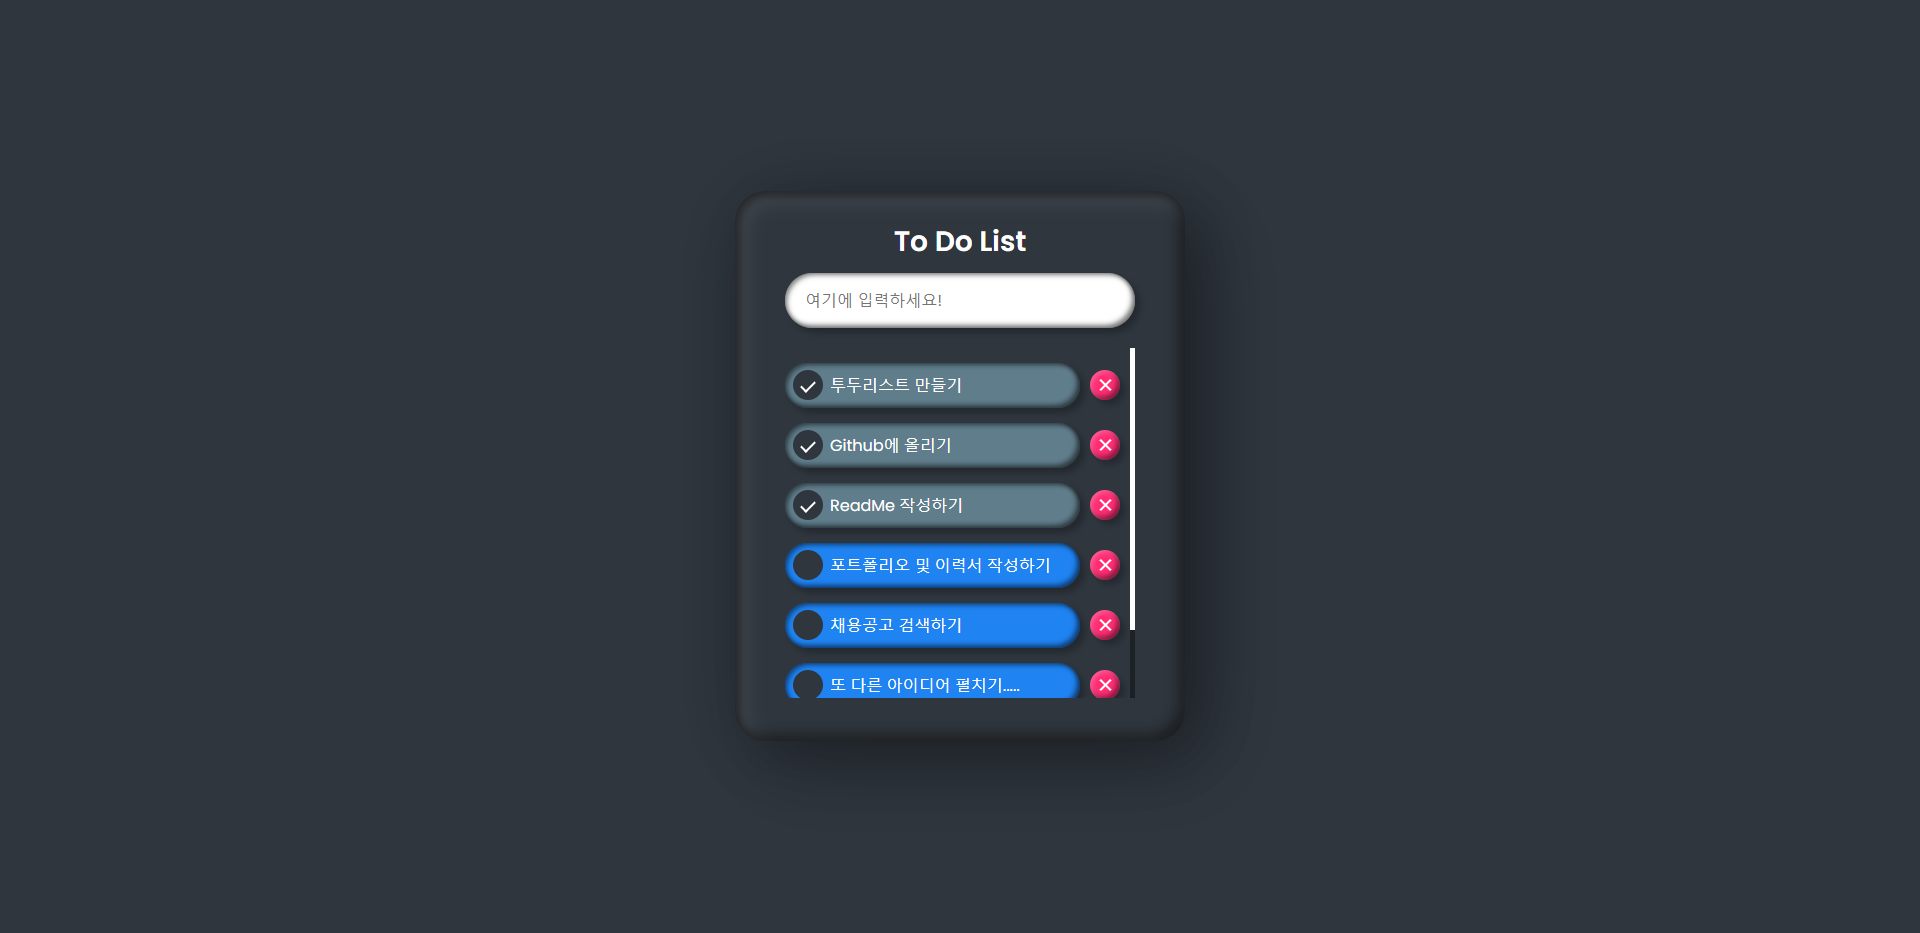 To Do List
여기에 입력하세요!
투두리스트 만들기
Github에 올리기
ReadMe 작성하기
포트폴리오 및 이력서 작성하기
채용공고 검색하기
또 다른 아이디어 펼치기.....